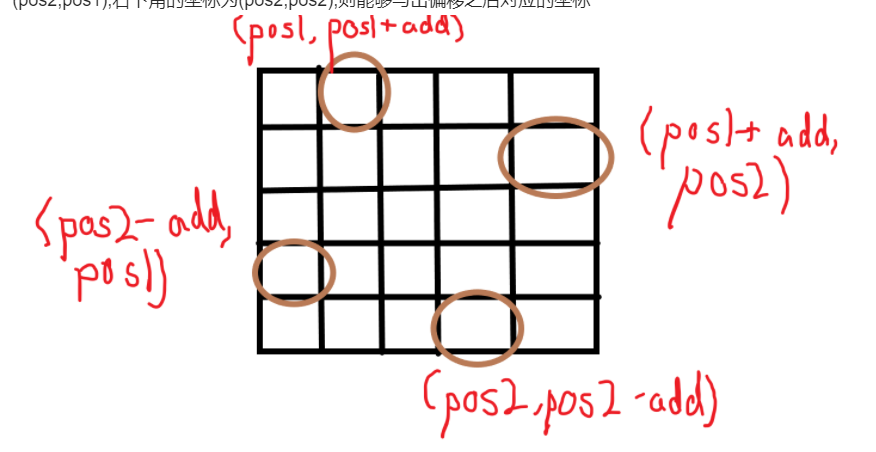 (pos2,pos1),右下角的坐标为(pos2,pos2),则能够写出偏移之后对应的坐标
(pos1, pos1+add)
(pos1+ add,
pos2)
(pos2- add,
pos1)
(pos2,pos2-add)